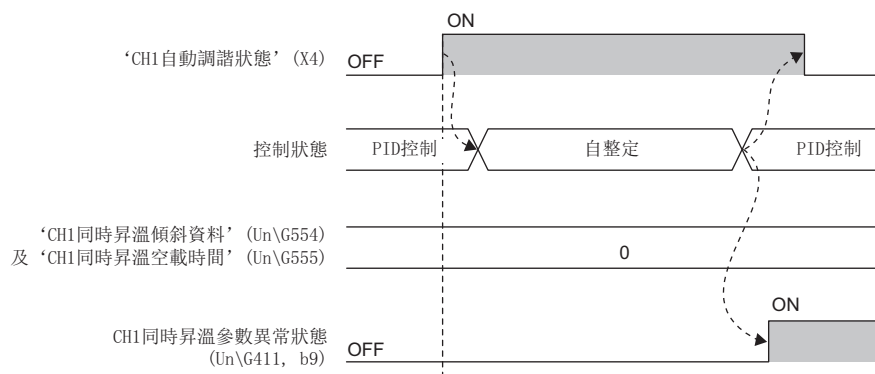 ON
‘CH1自動調諧狀態’(X4)
OFF
控制狀態
PID控制
自整定
PID控制
‘CH1同時昇溫傾斜資料’(Un\G554)
及‘CH1同時昇溫空載時間’(Un\G555)
0
ON
CH1同時昇溫參數異常狀態
(Un\G411, b9)
OFF